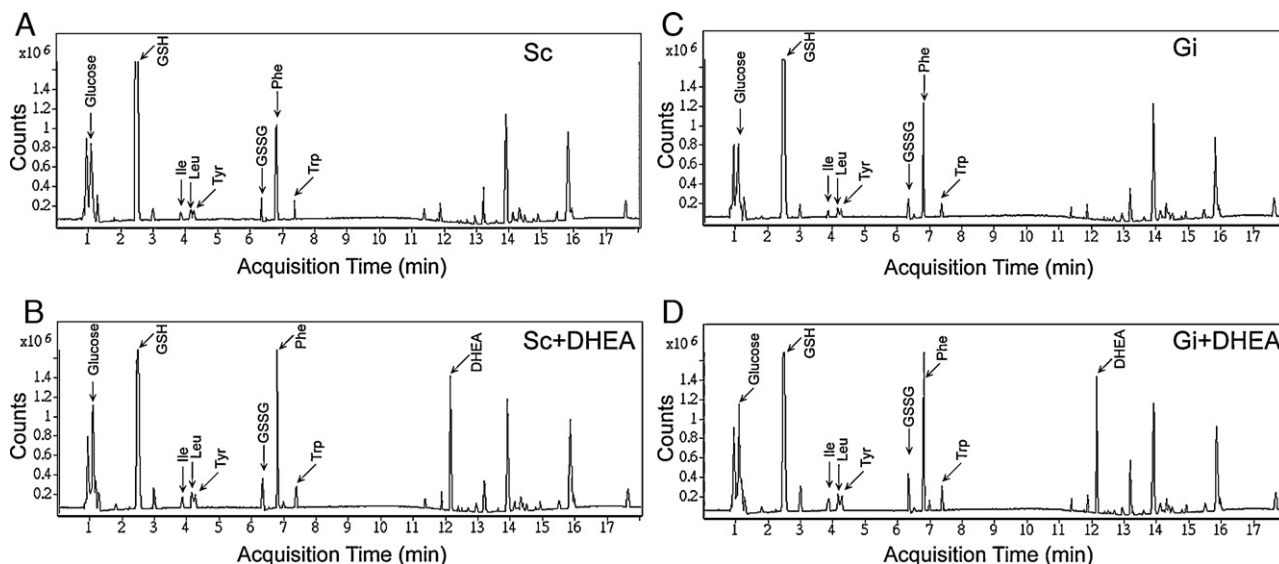 A
Sc
x10 6
1.4
1.2
1
0.8
0.6
0.4
0.2
Counts
Glucose
GSH
Ile
Leu
Tyr
GSSG
Phe
Trp
1 2 3 4 5 6 7 8 9 10 11 12 13 14 15 16 17
Acquisition Time (min)
C
Gi
x10 6
1.4
1.2
1
0.8
0.6
0.4
0.2
Counts
Glucose
GSH
Ile
Leu
Tyr
GSSG
Phe
Trp
1 2 3 4 5 6 7 8 9 10 11 12 13 14 15 16 17
Acquisition Time (min)
B
Sc+DHEA
x10 6
1.4
1.2
1
0.8
0.6
0.4
0.2
Counts
Glucose
GSH
Ile
Leu
Tyr
GSSG
Phe
Trp
DHEA
1 2 3 4 5 6 7 8 9 10 11 12 13 14 15 16 17
Acquisition Time (min)
D
Gi+DHEA
x10 6
1.4
1.2
1
0.8
0.6
0.4
0.2
Counts
Glucose
GSH
Ile
Leu
Tyr
GSSG
Phe
Trp
DHEA
1 2 3 4 5 6 7 8 9 10 11 12 13 14 15 16 17
Acquisition Time (min)